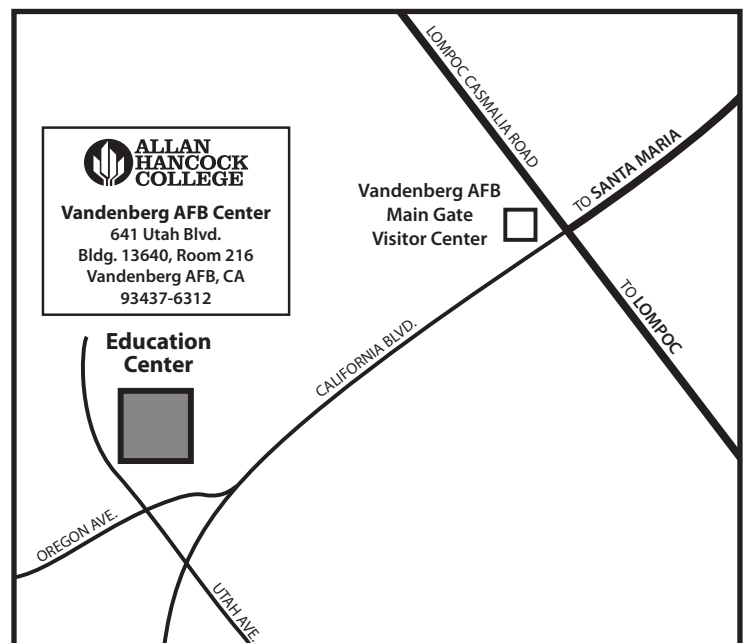 LOMPOC CASMALIA ROAD
TO SANTA MARIA
ALLAN
HANCOCK
COLLEGE
Vandenberg AFB Center
641 Utah Blvd.
Bldg. 13640, Room 216
Vandenberg AFB, CA
93437-6312
Vandenberg AFB
Main Gate
Visitor Center
TO LOMPOC
Education
Center
CALIFORNIA BLVD.
OREGON AVE.
UTAH AVE.